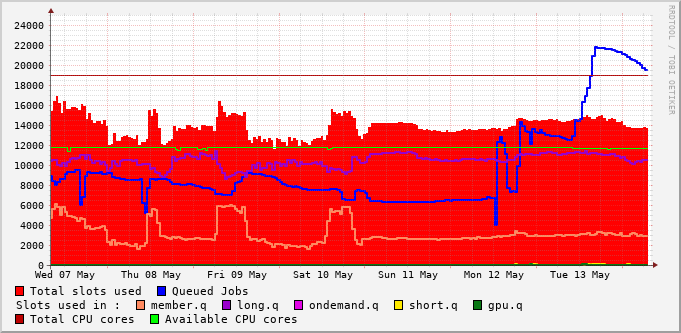 RRDTOOL / TOBI OETIKER
24000
22000
20000
18000
16000
14000
12000
10000
8000
6000
4000
2000
0
Wed 07 May Thu 08 May Fri 09 May Sat 10 May Sun 11 May Mon 12 May Tue 13 May
Total slots used Queued Jobs
Slots used in : member.q long.q ondemand.q short.q gpu.q
Total CPU cores Available CPU cores